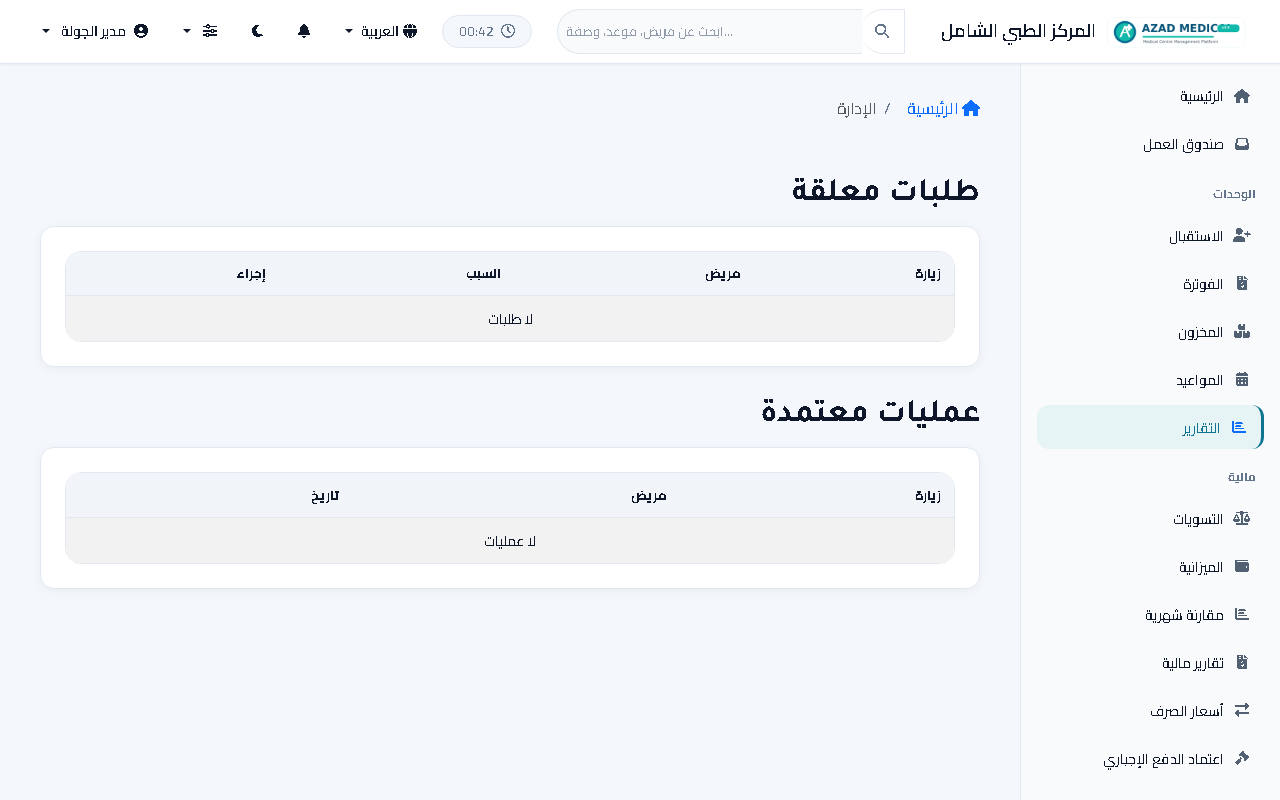 AZAD MEDIC
Medical Centre Management Platform
المركز الطبي الشامل
ابحث عن مريض، موعد، وصفة...
00:42
العربية
مدير الجولة
الرئيسية
صندوق العمل
الوحدات
الاستقبال
الفوترة
المخزون
المواعيد
التقارير
مالية
التسويات
الميزانية
مقارنة شهرية
تقارير مالية
أسعار الصرف
اعتماد الدفع الإجباري
الرئيسية / الإدارة
طلبات معلقة
زيارة مريض السبب إجراء
لا طلبات
عمليات معتمدة
زيارة مريض تاريخ
لا عمليات